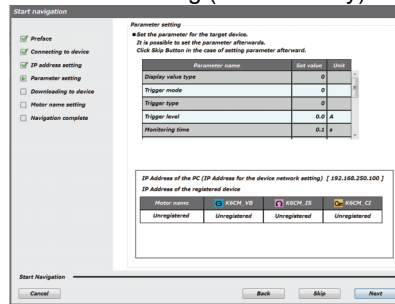 Start navigation
Preface
Connecting to device
IP address setting
Parameter setting
Downloading to device
Motor name setting
Navigation complete
Parameter setting
■Set the parameter for the target device.
It is possible to set the parameter afterwards.
Click Skip Button in the case of setting parameter afterward.
Parameter name Set value Unit
Display value type 0
Trigger mode 0
Trigger type 0
Trigger level 0.0 A
Monitoring time 0.1 s
IP Address of the PC (IP Address for the device network setting) [ 192.168.250.100 ]
IP Address of the registered device
Motor name K6CM_VB K6CM_IS K6CM_CI
Unregistered Unregistered Unregistered Unregistered
Start Navigation
Cancel Back Skip Next